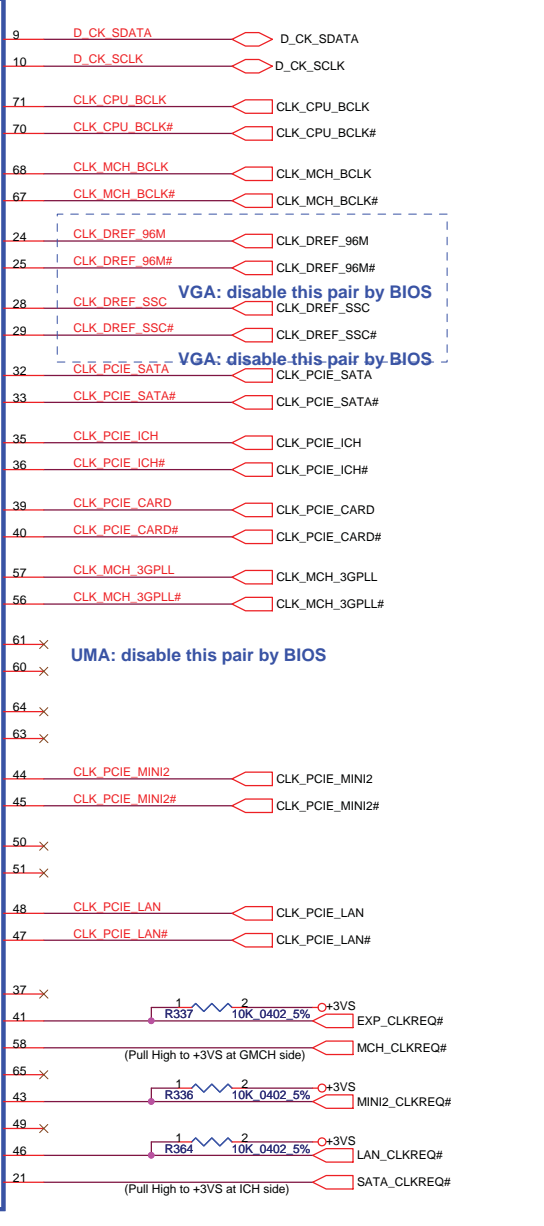 9 D_CK_SDATA D_CK_SDATA
10 D_CK_SCLK D_CK_SCLK
71 CLK_CPU_BCLK CLK_CPU_BCLK
70 CLK_CPU_BCLK# CLK_CPU_BCLK#
68 CLK_MCH_BCLK CLK_MCH_BCLK
67 CLK_MCH_BCLK# CLK_MCH_BCLK#
24 CLK_DREF_96M CLK_DREF_96M
25 CLK_DREF_96M# CLK_DREF_96M#
VGA: disable this pair by BIOS
28 CLK_DREF_SSC CLK_DREF_SSC
29 CLK_DREF_SSC# CLK_DREF_SSC#
VGA: disable this pair by BIOS
32 CLK_PCIE_SATA CLK_PCIE_SATA
33 CLK_PCIE_SATA# CLK_PCIE_SATA#
35 CLK_PCIE_ICH CLK_PCIE_ICH
36 CLK_PCIE_ICH# CLK_PCIE_ICH#
39 CLK_PCIE_CARD CLK_PCIE_CARD
40 CLK_PCIE_CARD# CLK_PCIE_CARD#
57 CLK_MCH_3GPLL CLK_MCH_3GPLL
56 CLK_MCH_3GPLL# CLK_MCH_3GPLL#
61
UMA: disable this pair by BIOS
60
64
63
44 CLK_PCIE_MINI2 CLK_PCIE_MINI2
45 CLK_PCIE_MINI2# CLK_PCIE_MINI2#
50
51
48 CLK_PCIE_LAN CLK_PCIE_LAN
47 CLK_PCIE_LAN# CLK_PCIE_LAN#
37
1 2 +3VS
R337 10K_0402_5%
41 EXP_CLKREQ#
58 MCH_CLKREQ#
(Pull High to +3VS at GMCH side)
65
1 2 +3VS
R336 10K_0402_5%
43 MINI2_CLKREQ#
49
1 2 +3VS
R364 10K_0402_5%
46 LAN_CLKREQ#
21 SATA_CLKREQ#
(Pull High to +3VS at ICH side)